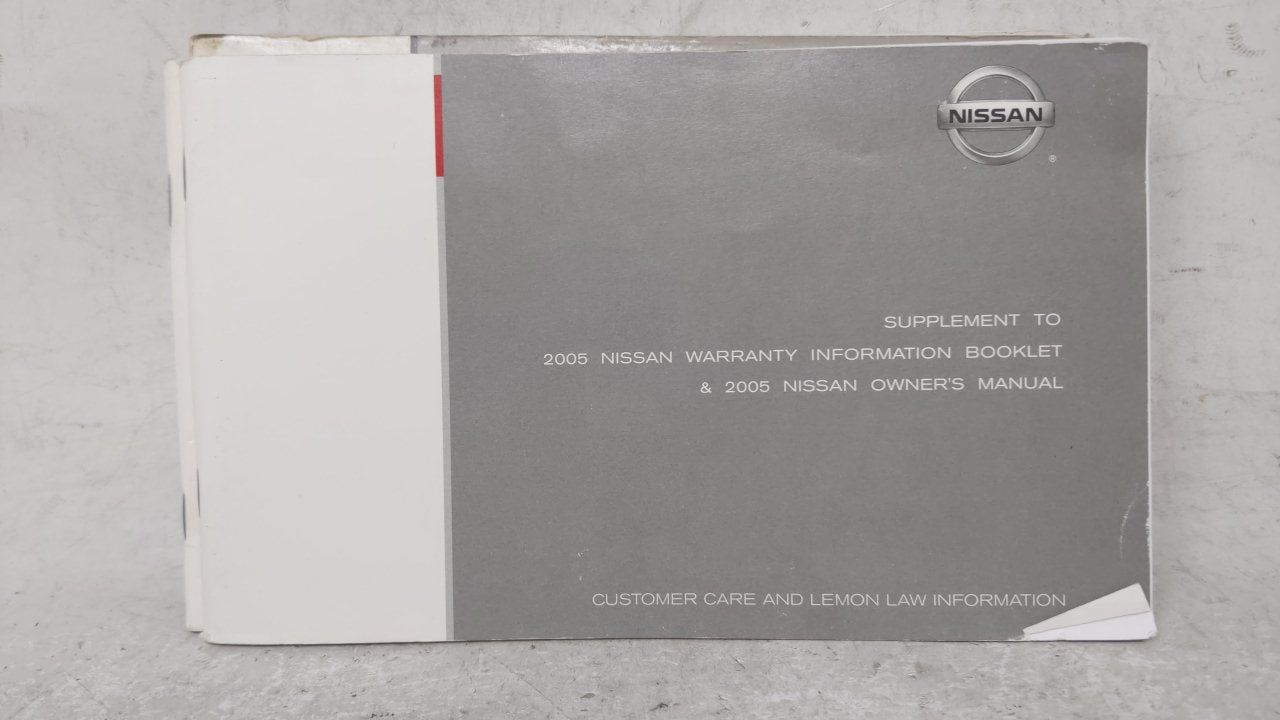 NISSAN
®
SUPPLEMENT TO
2005 NISSAN WARRANTY INFORMATION BOOKLET
& 2005 NISSAN OWNER'S MANUAL
CUSTOMER CARE AND LEMON LAW INFORMATION